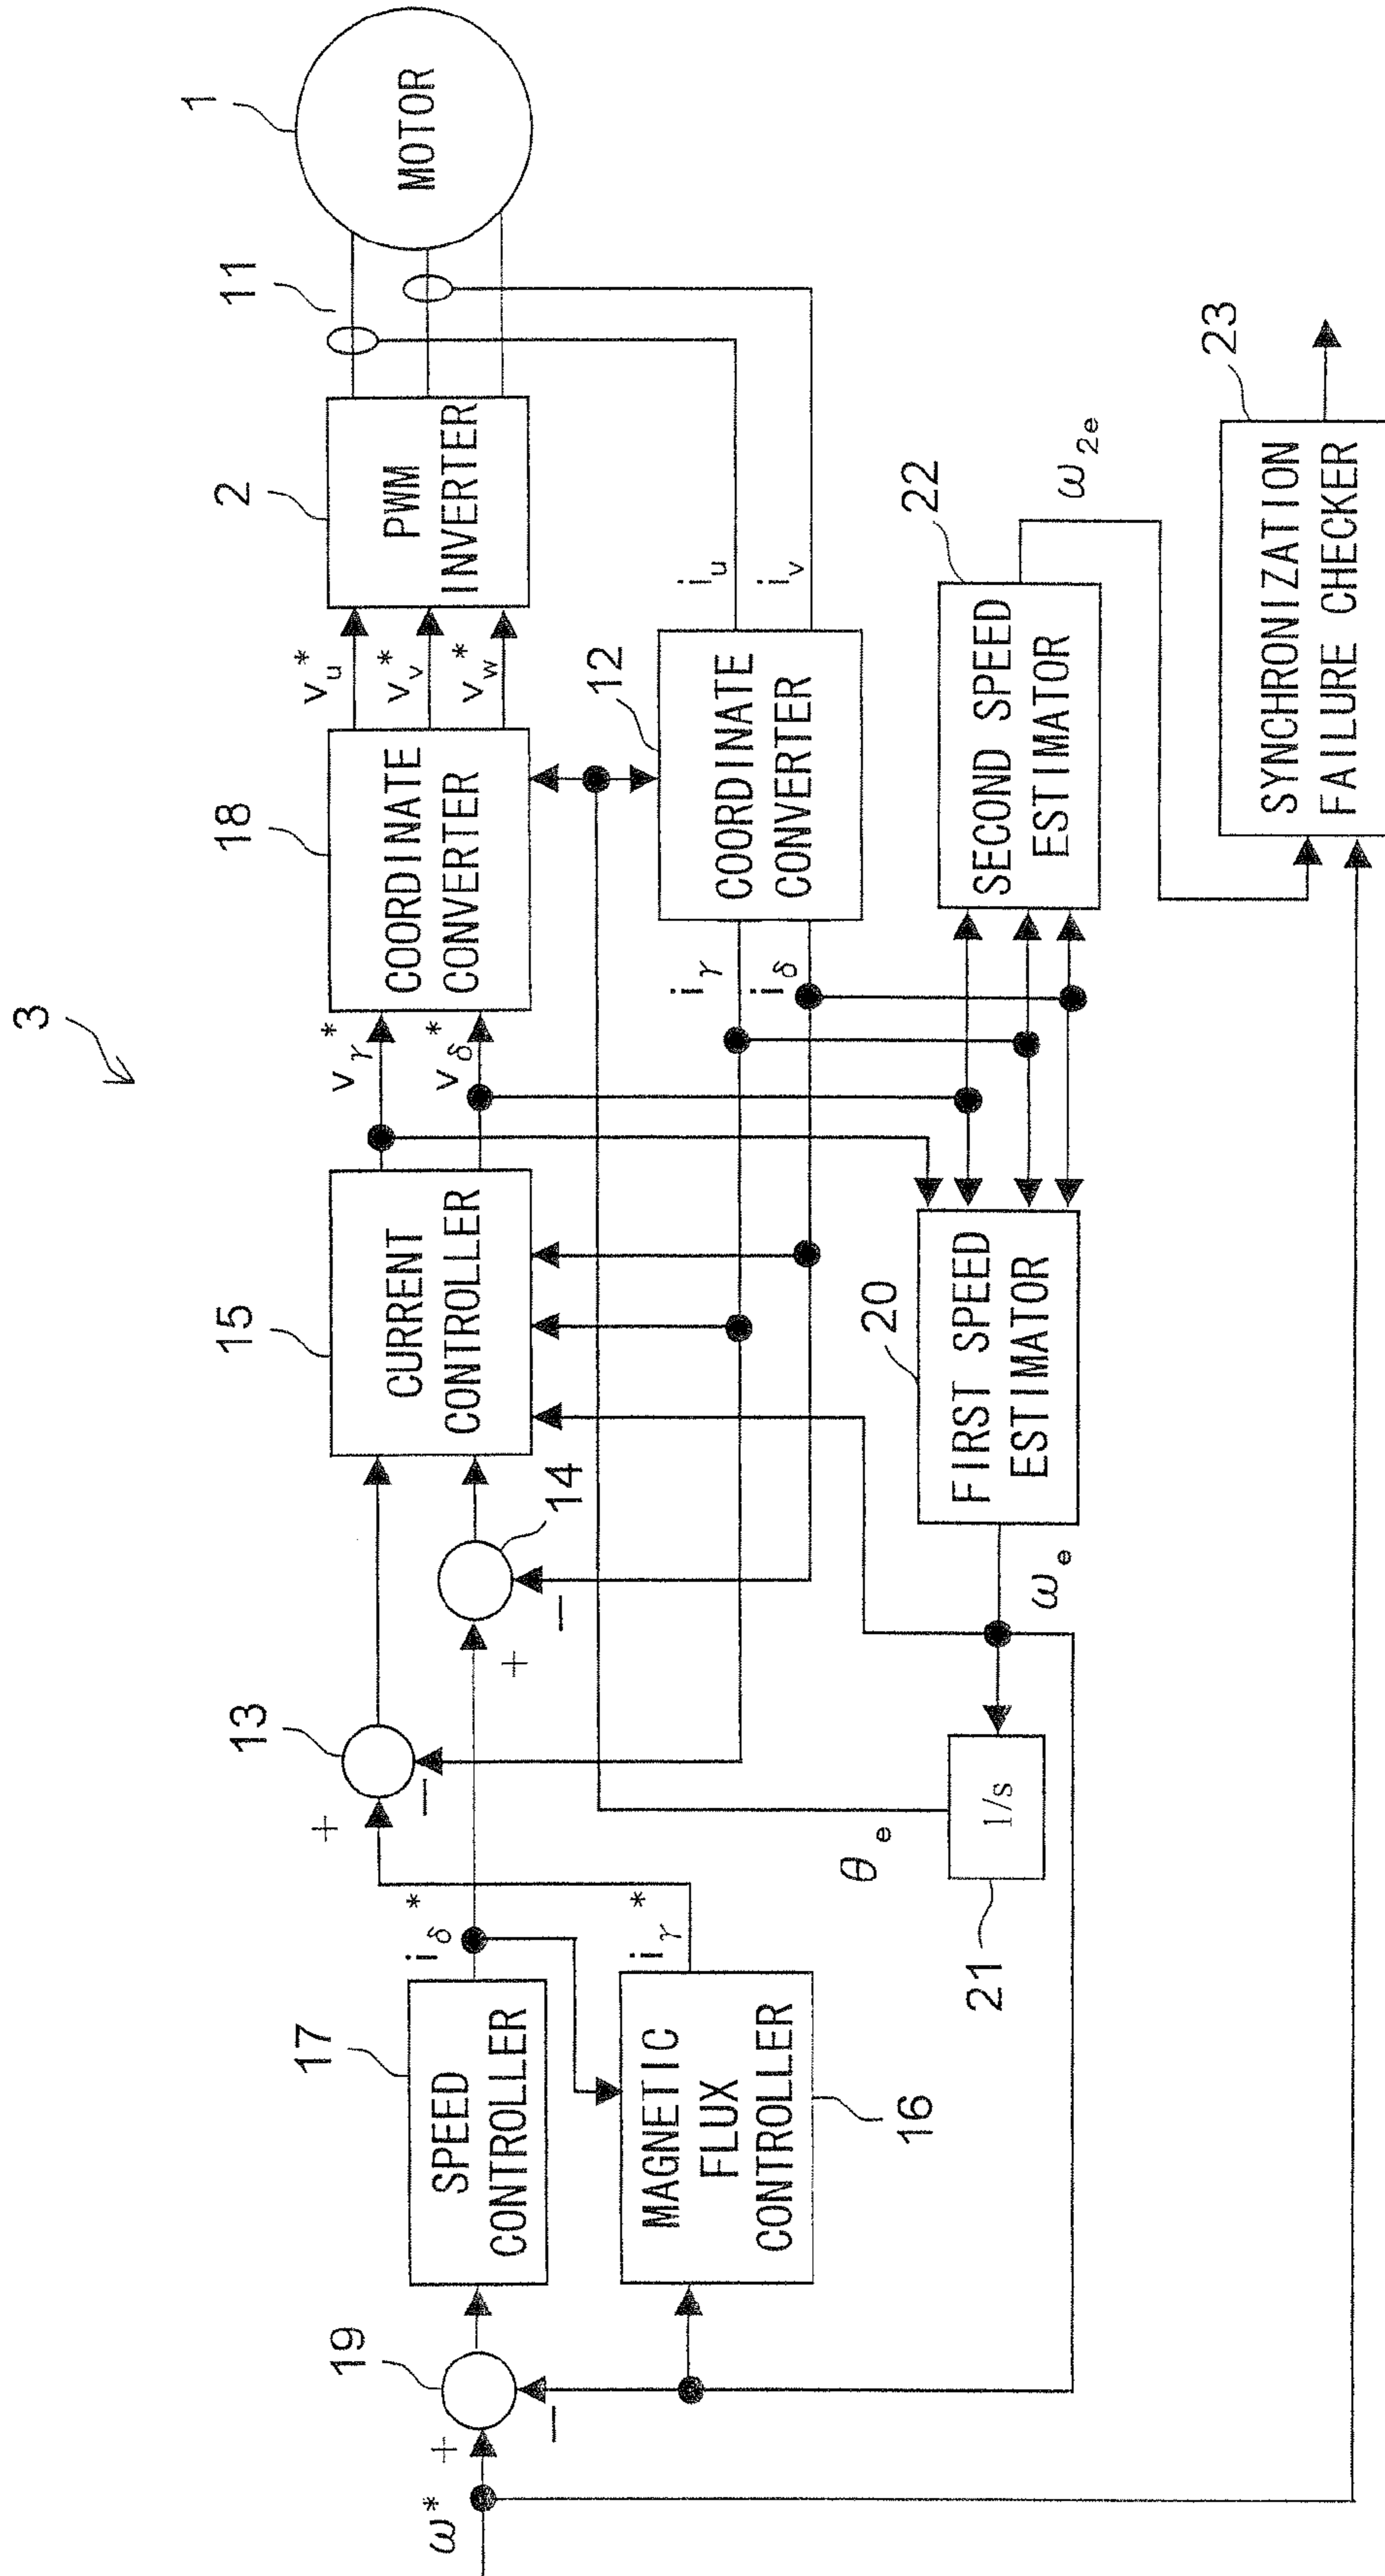 3
1
MOTOR
11
2
PWM
INVERTER
v_u*
v_v*
v_w*
18
COORDINATE
CONVERTER
v_γ*
v_δ*
15
CURRENT
CONTROLLER
14
+
−
13
+
−
17
SPEED
CONTROLLER
i_δ*
i_γ*
MAGNETIC
FLUX
CONTROLLER
16
19
+
−
ω*
i_u
i_v
12
COORDINATE
CONVERTER
i_γ
i_δ
22
SECOND SPEED
ESTIMATOR
ω_2e
20
FIRST SPEED
ESTIMATOR
ω_e
θ_e
1/s
21
23
SYNCHRONIZATION
FAILURE CHECKER